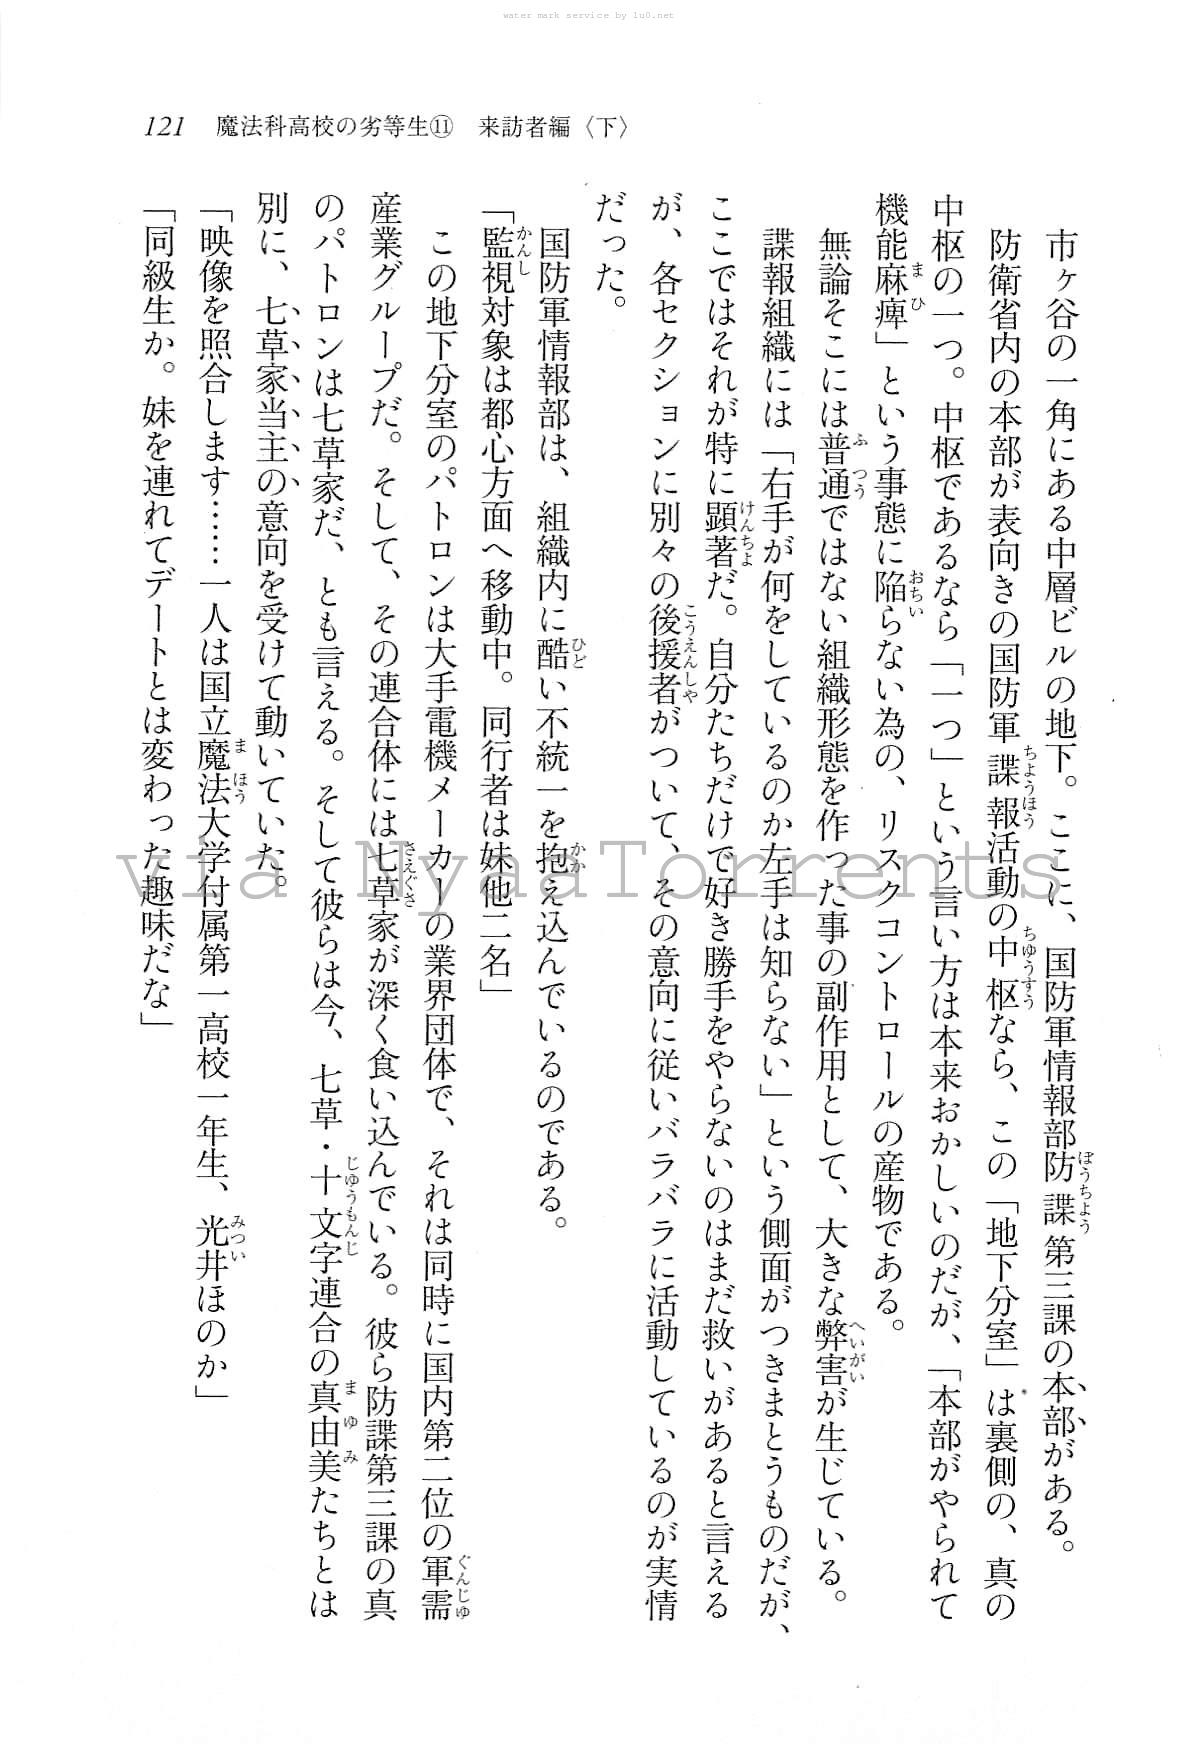 water mark service by lu0.net
121 魔法科高校の劣等生⑪ 来訪者編〈下〉
市ヶ谷の一角にある中層ビルの地下。ここに、国防軍情報部防諜第三課の本部がある。
防衛省内の本部が表向きの国防軍諜報活動の中枢なら、この「地下分室」は裏側の、真の
中枢の一つ。中枢であるなら「一つ」という言い方は本来おかしいのだが、「本部がやられて
機能麻痺」という事態に陥らない為の、リスクコントロールの産物である。
無論そこには普通ではない組織形態を作った事の副作用として、大きな弊害が生じている。
諜報組織には「右手が何をしているのか左手は知らない」という側面がつきまとうものだが、
ここではそれが特に顕著だ。自分たちだけで好き勝手をやらないのはまだ救いがあると言える
が、各セクションに別々の後援者がついて、その意向に従いバラバラに活動しているのが実情
だった。
国防軍情報部は、組織内に酷い不統一を抱え込んでいるのである。
「監視対象は都心方面へ移動中。同行者は妹他二名」
この地下分室のパトロンは大手電機メーカーの業界団体で、それは同時に国内第二位の軍需
産業グループだ。そして、その連合体には七草家が深く食い込んでいる。彼ら防諜第三課の真
のパトロンは七草家だ、とも言える。そして彼らは今、七草・十文字連合の真由美たちとは
別に、七草家当主の意向を受けて動いていた。
「映像を照合します……一人は国立魔法大学付属第一高校一年生、光井ほのか」
「同級生か。妹を連れてデートとは変わった趣味だな」
via NyaaTorrents